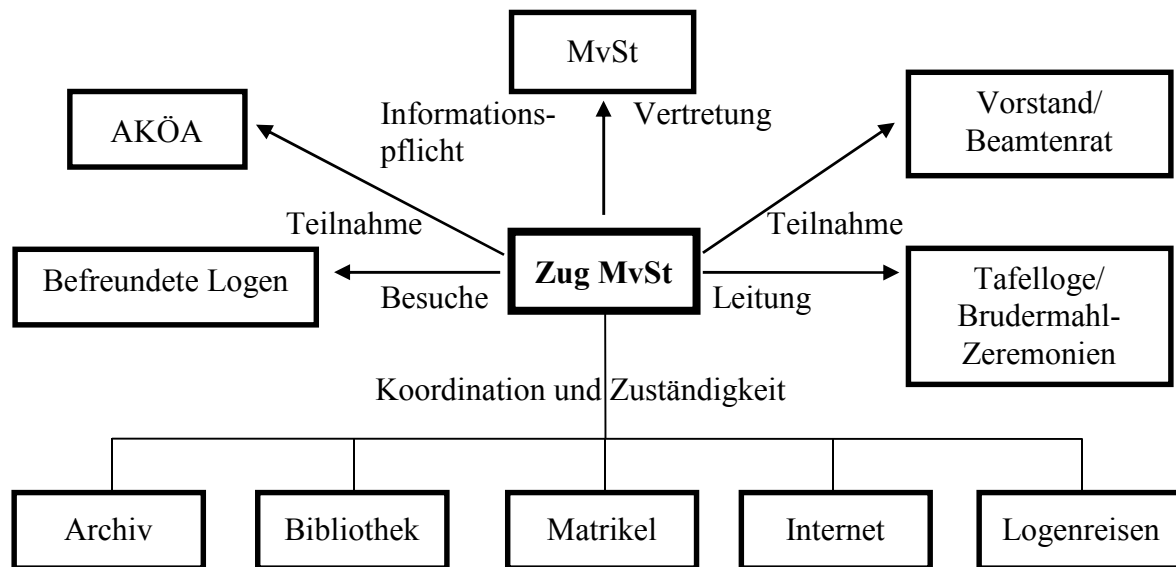 MvSt
AKÖA
Informations-
pflicht
Vertretung
Vorstand/
Beamtenrat
Teilnahme
Teilnahme
Befreundete Logen
Besuche
Zug MvSt
Leitung
Tafelloge/
Brudermahl-
Zeremonien
Koordination und Zuständigkeit
Archiv
Bibliothek
Matrikel
Internet
Logenreisen